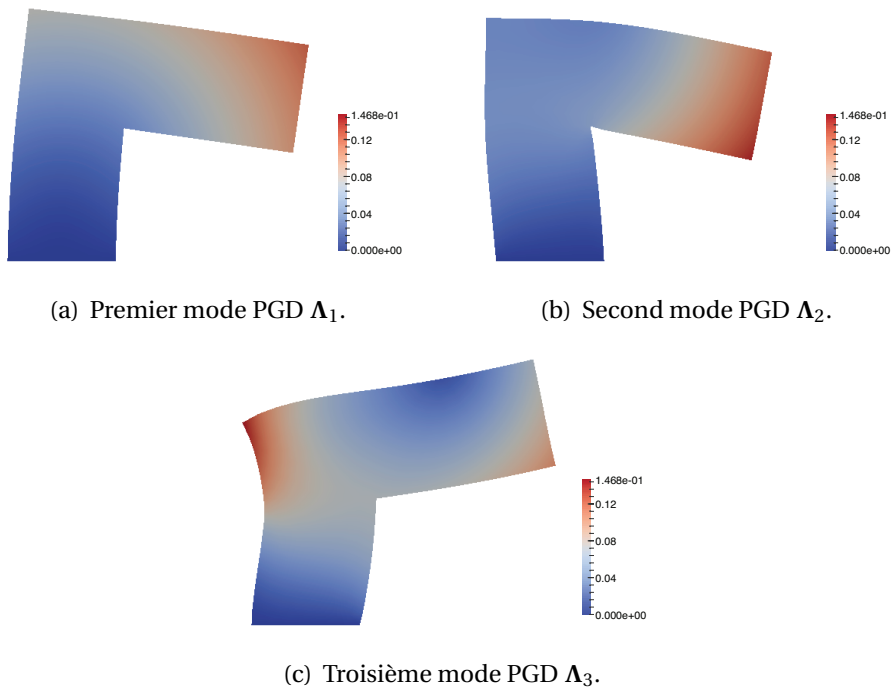 1.468e-01
0.12
0.08
0.04
0.000e+00
1.468e-01
0.12
0.08
0.04
0.000e+00
(a) Premier mode PGD Λ1.
(b) Second mode PGD Λ2.
1.468e-01
0.12
0.08
0.04
0.000e+00
(c) Troisième mode PGD Λ3.